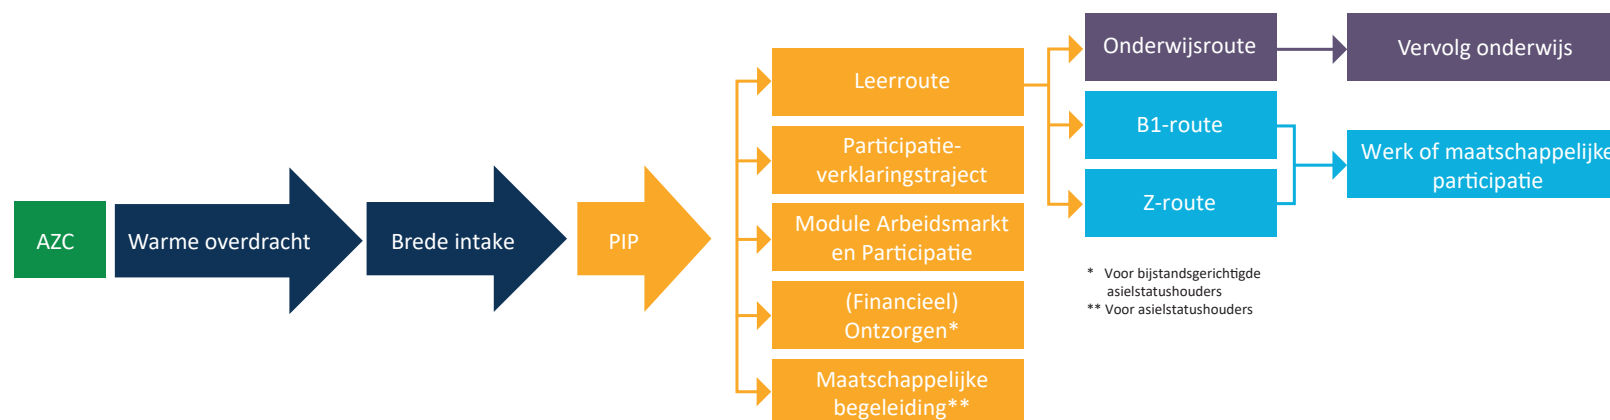 AZC
Warme overdracht
Brede intake
PIP
Leerroute
Participatie-
verklaringstraject
Module Arbeidsmarkt
en Participatie
(Financieel)
Ontzorgen*
Maatschappelijke
begeleiding**
Onderwijsroute
B1-route
Z-route
Vervolg onderwijs
Werk of maatschappelijke
participatie
* Voor bijstandsgerichtigde
asielstatushouders
** Voor asielstatushouders